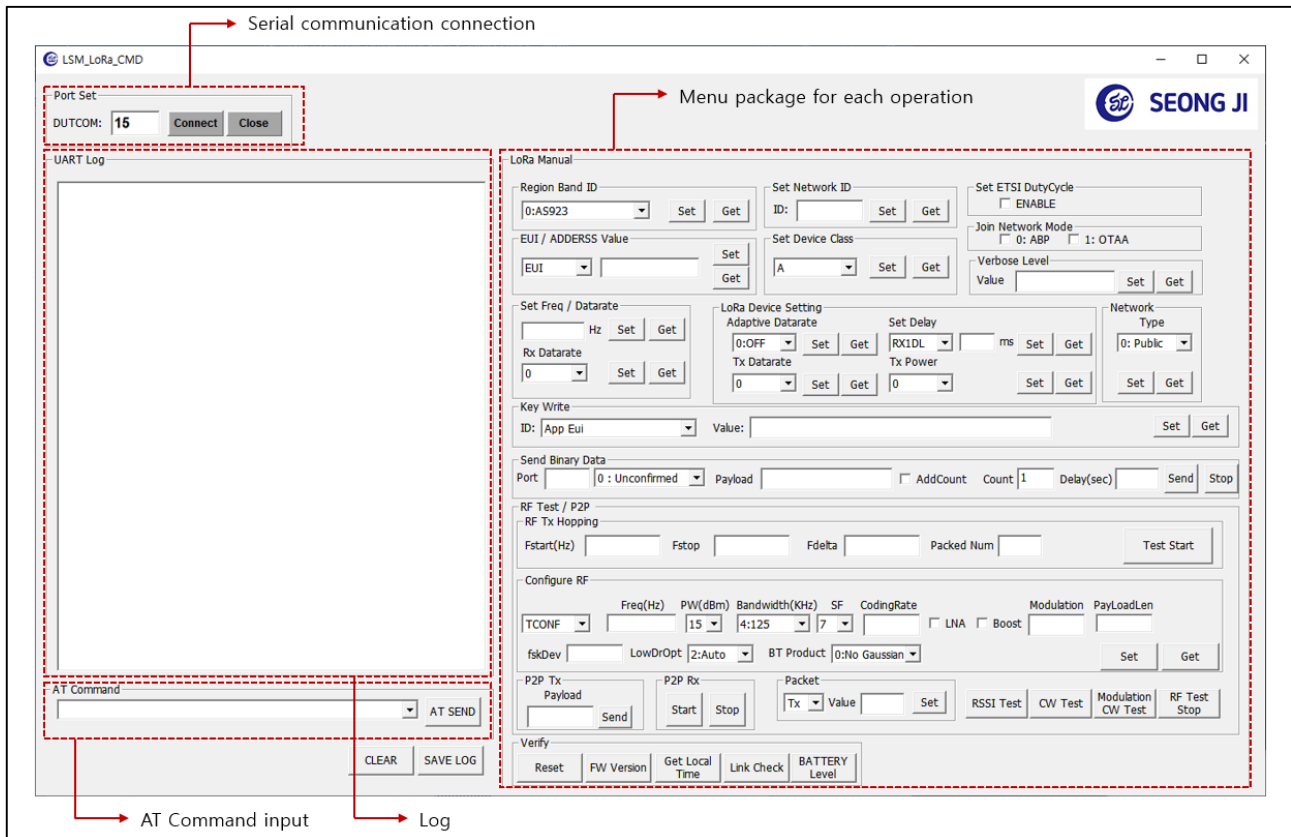 Serial communication connection
LSM_LoRa_CMD
Port Set
DUTCOM: 15 Connect Close
Menu package for each operation
SEONG JI
UART Log
LoRa Manual
Region Band ID
0:AS923 Set Get
Set Network ID
ID: Set Get
Set ETSI DutyCycle
ENABLE
Join Network Mode
0: ABP 1: OTAA
EUI / ADDERSS Value
EUI Set Get
Set Device Class
A Set Get
Verbose Level
Value Set Get
Set Freq / Datarate
Hz Set Get
Rx Datarate
0 Set Get
LoRa Device Setting
Adaptive Datarate Set Delay
0:OFF Set Get RX1DL ms Set Get
Tx Datarate Tx Power
0 Set Get 0 Set Get
Network
Type
0: Public
Set Get
Key Write
ID: App Eui Value: Set Get
Send Binary Data
Port 0 : Unconfirmed Payload AddCount Count 1 Delay(sec) Send Stop
RF Test / P2P
RF Tx Hopping
Fstart(Hz) Fstop Fdelta Packed Num Test Start
Configure RF
Freq(Hz) PW(dBm) Bandwidth(KHz) SF CodingRate Modulation PayLoadLen
TCONF 15 4:125 7 LNA Boost
fskDev LowDrOpt 2:Auto BT Product 0:No Gaussian Set Get
P2P Tx
Payload
Send
P2P Rx
Start Stop
Packet
Tx Value Set
RSSI Test CW Test Modulation CW Test RF Test Stop
AT Command
AT SEND
CLEAR SAVE LOG
Verify
Reset FW Version Get Local Time Link Check BATTERY Level
AT Command input
Log